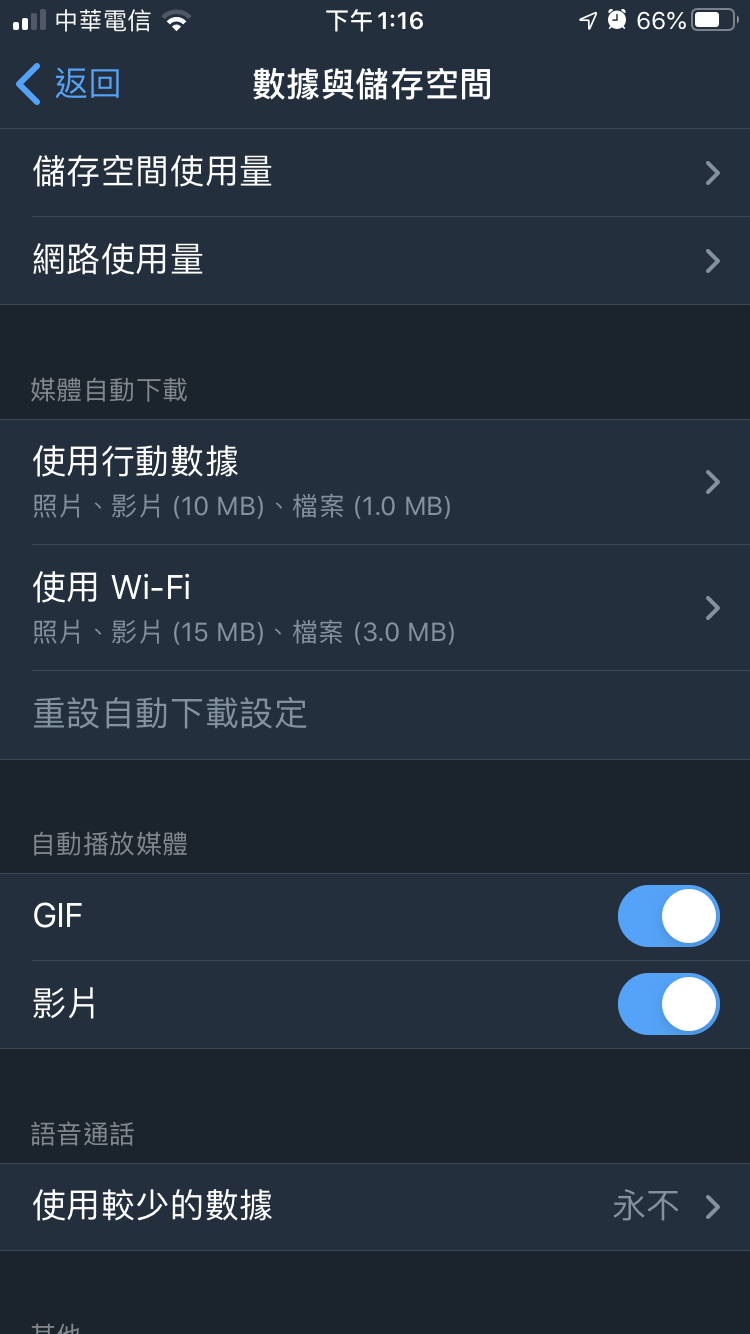 中華電信 下午1:16 66%
返回 數據與儲存空間
儲存空間使用量
網路使用量
媒體自動下載
使用行動數據
照片、影片 (10 MB)、檔案 (1.0 MB)
使用 Wi-Fi
照片、影片 (15 MB)、檔案 (3.0 MB)
重設自動下載設定
自動播放媒體
GIF
影片
語音通話
使用較少的數據 永不
其他